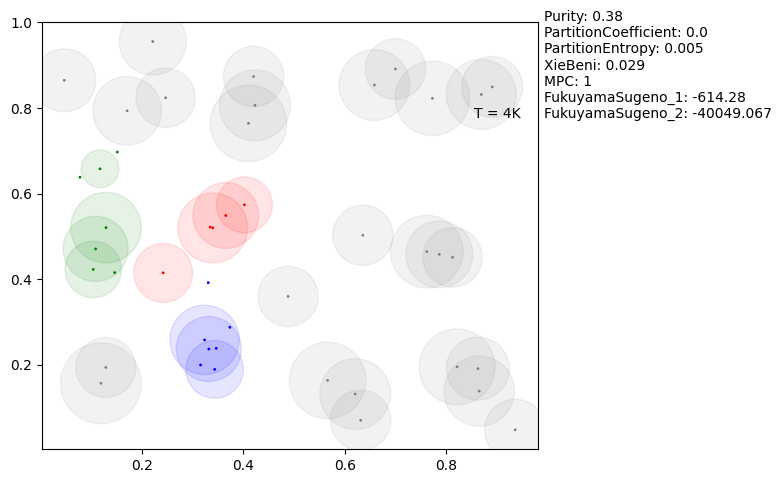 Purity: 0.38
PartitionCoefficient: 0.0
PartitionEntropy: 0.005
XieBeni: 0.029
MPC: 1
FukuyamaSugeno_1: -614.28
FukuyamaSugeno_2: -40049.067
T = 4K
1.0
0.8
0.6
0.4
0.2
0.2 0.4 0.6 0.8